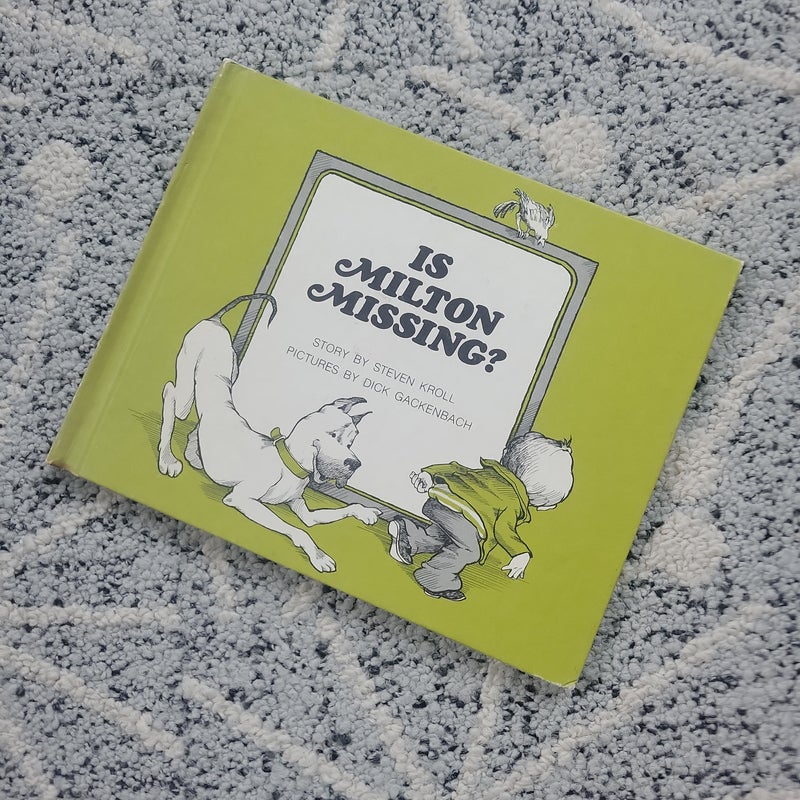 IS
MILTON
MISSING?
STORY BY STEVEN KROLL
PICTURES BY DICK GACKENBACH